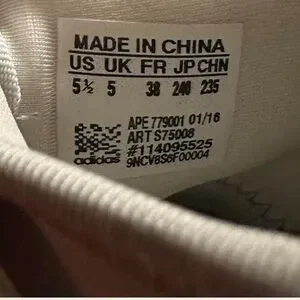 MADE IN CHINA
US UK FR JP CHN
5½ 5 38 240 235
APE 779001 01/16
ART S75008
#114095525
adidas 9NCV8S6F00004